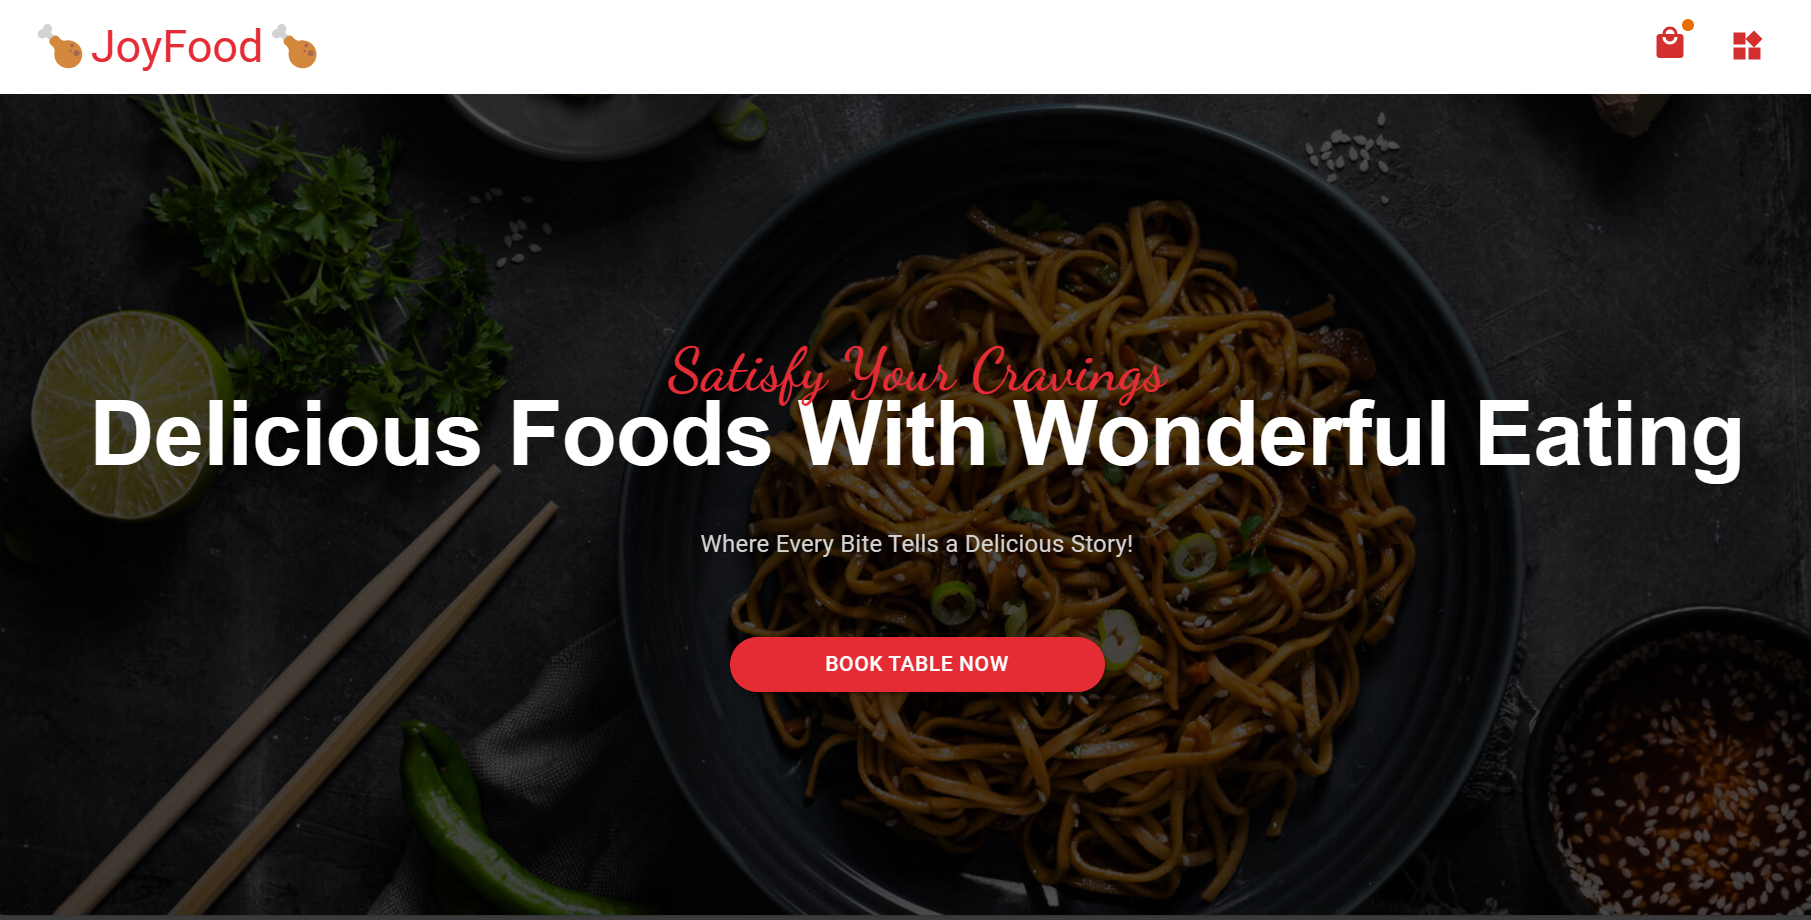 JoyFood
Satisfy Your Cravings
Delicious Foods With Wonderful Eating
Where Every Bite Tells a Delicious Story!
BOOK TABLE NOW